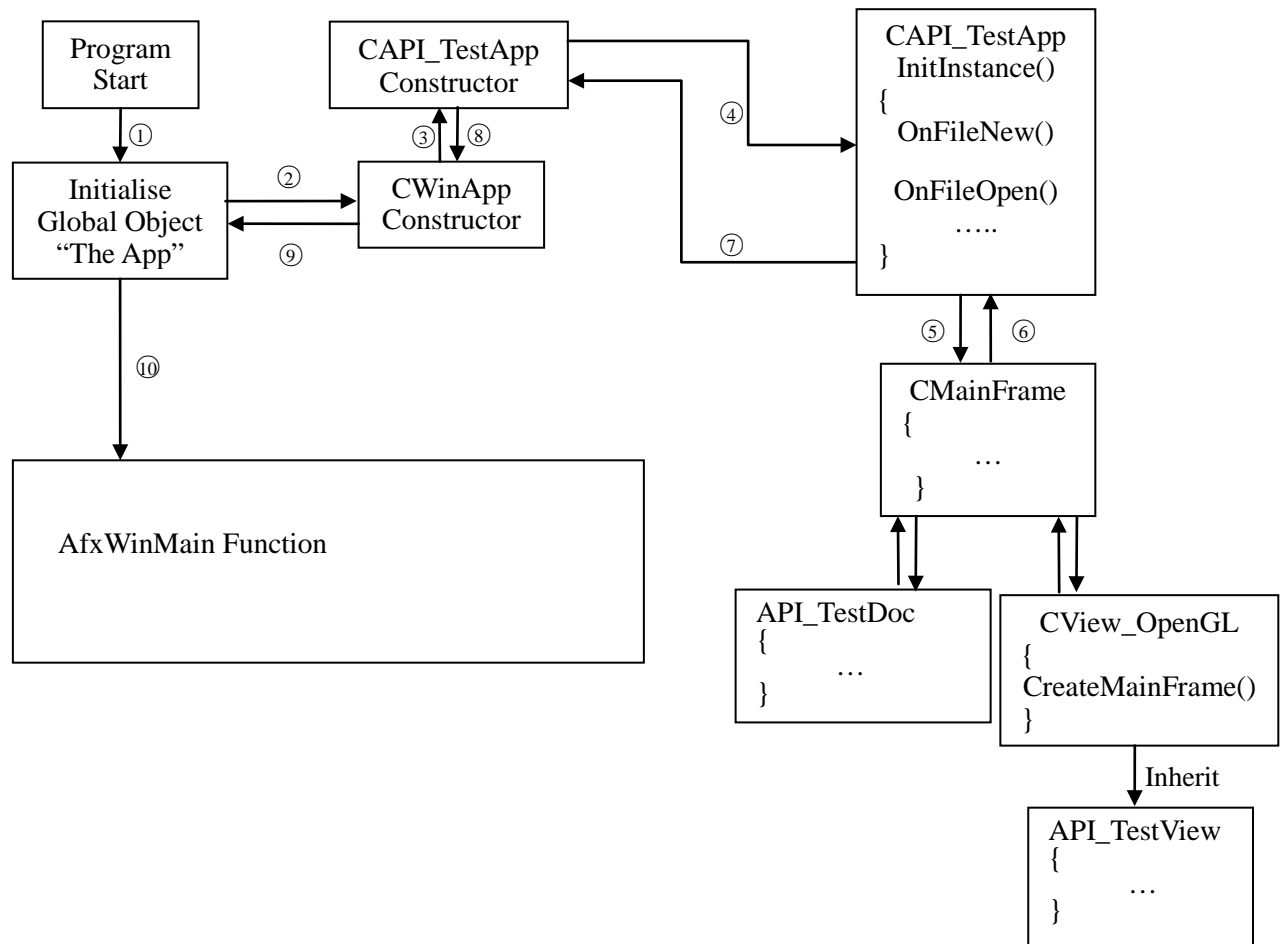 Program
Start
①
Initialise
Global Object
“The App”
②
⑨
⑩
CAPI_TestApp
Constructor
③
⑧
CWinApp
Constructor
④
⑦
CAPI_TestApp
InitInstance()
{
OnFileNew()
OnFileOpen()
…..
}
⑤
⑥
CMainFrame
{
…
}
AfxWinMain Function
API_TestDoc
{
…
}
CView_OpenGL
{
CreateMainFrame()
}
Inherit
API_TestView
{
…
}